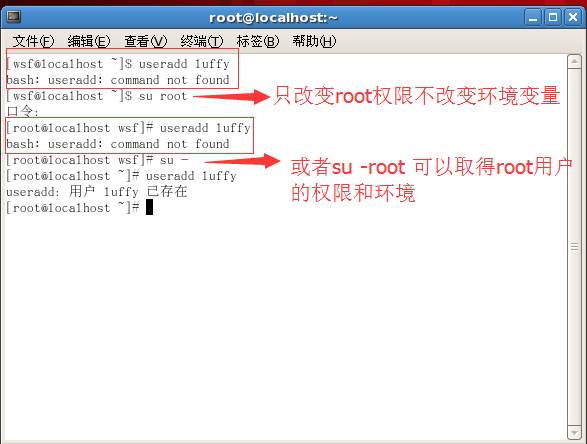 root@localhost:~
文件(F) 编辑(E) 查看(V) 终端(T) 标签(B) 帮助(H)
[wsf@localhost ~]$ useradd luffy
bash: useradd: command not found
[wsf@localhost ~]$ su root
只改变root权限不改变环境变量
口令:
[root@localhost wsf]# useradd luffy
bash: useradd: command not found
[root@localhost wsf]# su -
或者su -root 可以取得root用户
的权限和环境
[root@localhost ~]# useradd luffy
useradd: 用户 luffy 已存在
[root@localhost ~]#